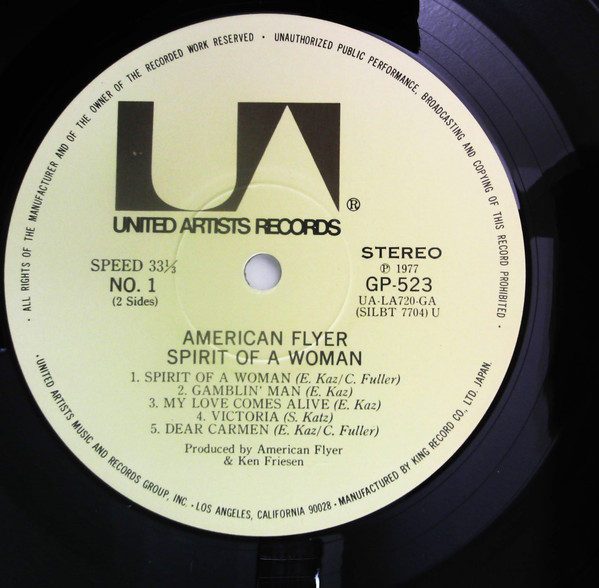 · ALL RIGHTS OF THE MANUFACTURER AND OF THE OWNER OF THE RECORDED WORK RESERVED · UNAUTHORIZED PUBLIC PERFORMANCE, BROADCASTING AND COPYING OF THIS RECORD PROHIBITED ·
UA®
UNITED ARTISTS RECORDS
SPEED 33⅓
NO. 1
(2 Sides)
STEREO
℗ 1977
GP-523
UA-LA720-GA
(SILBT 7704) U
AMERICAN FLYER
SPIRIT OF A WOMAN
1. SPIRIT OF A WOMAN (E. Kaz/C. Fuller)
2. GAMBLIN' MAN (E. Kaz)
3. MY LOVE COMES ALIVE (E. Kaz)
4. VICTORIA (S. Katz)
5. DEAR CARMEN (E. Kaz/C. Fuller)
Produced by American Flyer
& Ken Friesen
·UNITED ARTISTS MUSIC AND RECORDS GROUP, INC. · LOS ANGELES, CALIFORNIA 90028 · MANUFACTURED BY KING RECORD CO., LTD. JAPAN.